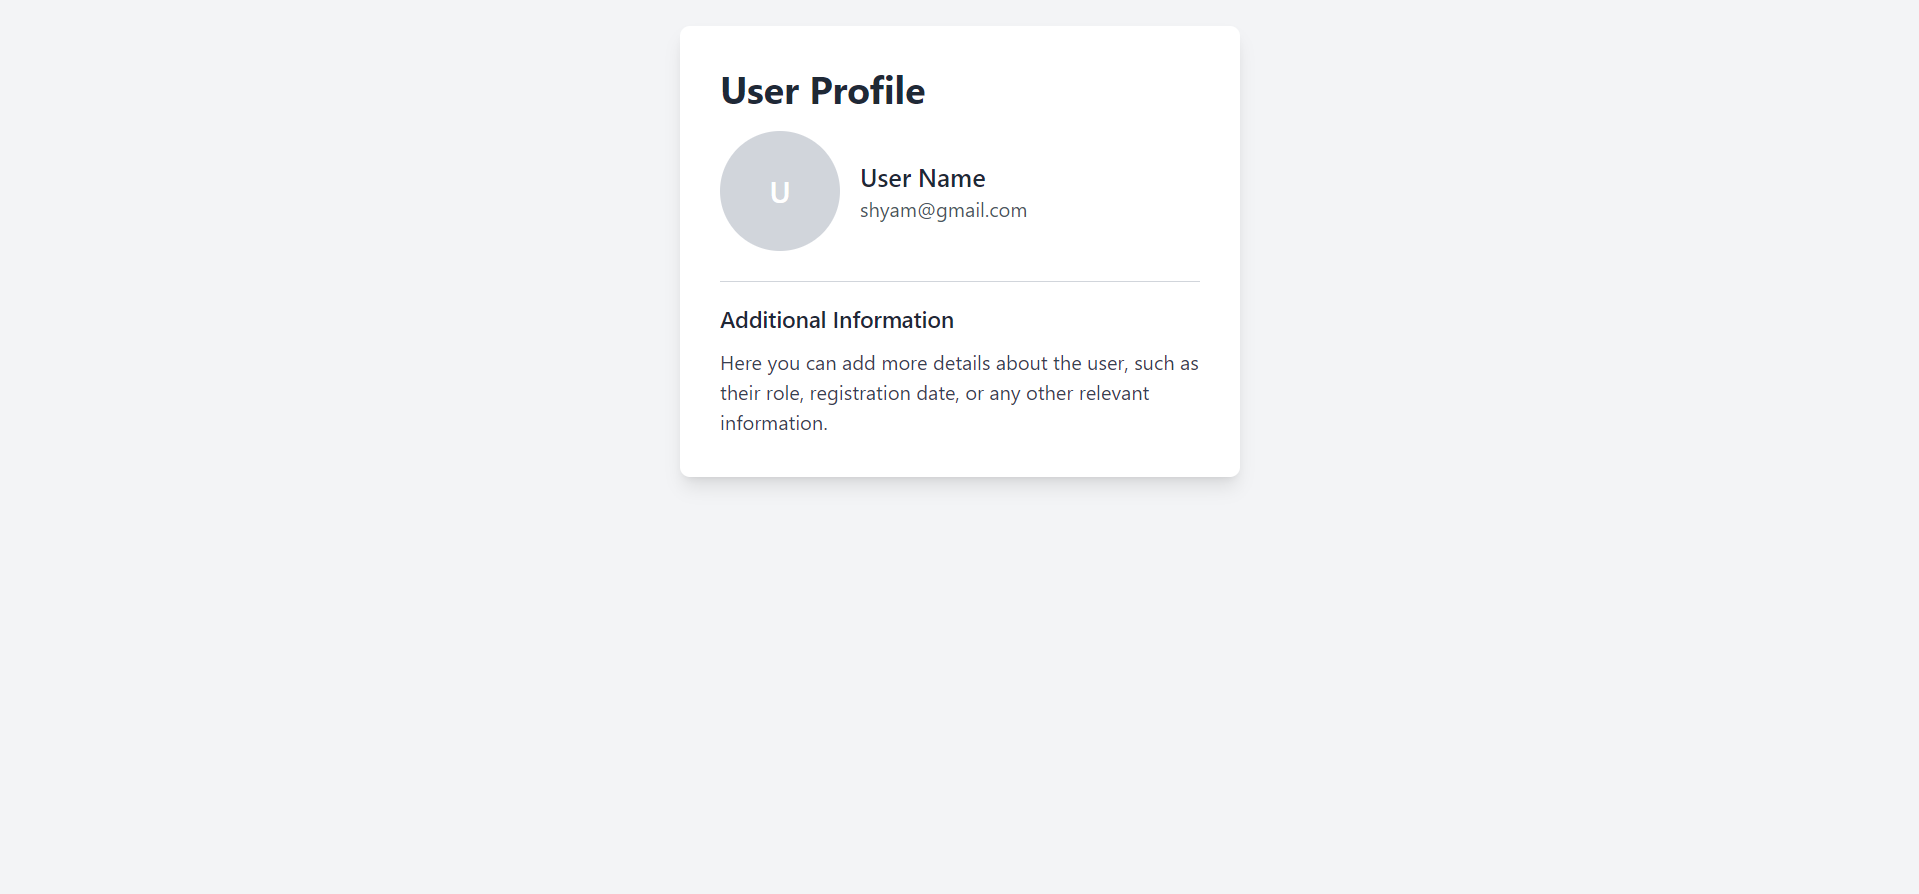 User Profile
U
User Name
shyam@gmail.com
Additional Information
Here you can add more details about the user, such as
their role, registration date, or any other relevant
information.